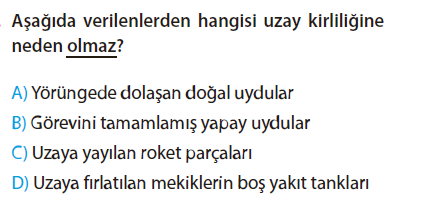 Aşağıda verilenlerden hangisi uzay kirliliğine
neden olmaz?
A) Yörüngede dolaşan doğal uydular
B) Görevini tamamlamış yapay uydular
C) Uzaya yayılan roket parçaları
D) Uzaya fırlatılan mekiklerin boş yakıt tankları